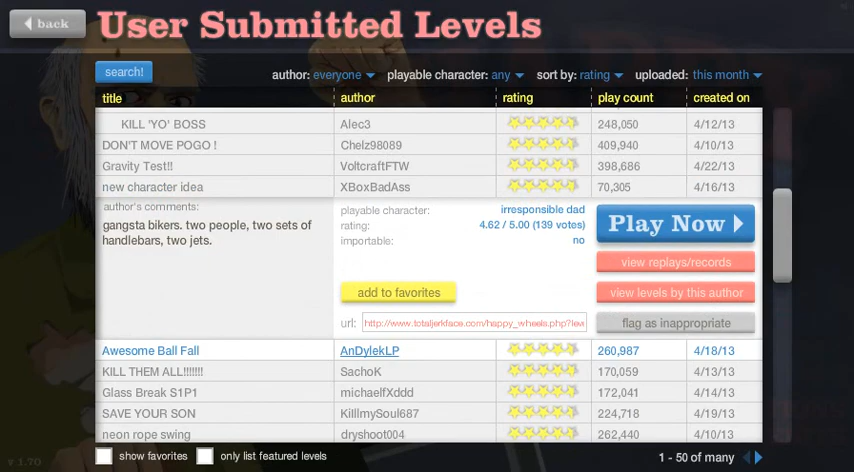 back
User Submitted Levels
search!
author: everyone playable character: any sort by: rating uploaded: this month
title author rating play count created on
KILL 'YO' BOSS Alec3 248,050 4/12/13
DON'T MOVE POGO ! Chelz98089 409,940 4/10/13
Gravity Test!! VoltcraftFTW 398,686 4/22/13
new character idea XBoxBadAss 70,305 4/16/13
author's comments:
gangsta bikers. two people, two sets of
handlebars, two jets.
playable character: irresponsible dad
rating: 4.62 / 5.00 (139 votes)
importable: no
Play Now
view replays/records
add to favorites
view levels by this author
url: http://www.totaljerkface.com/happy_wheels.php?lev
flag as inappropriate
Awesome Ball Fall AnDylekLP 260,987 4/18/13
KILL THEM ALL!!!!!!! SachoK 170,059 4/13/13
Glass Break S1P1 michaelfXddd 172,041 4/14/13
SAVE YOUR SON KillmySoul687 224,718 4/19/13
neon rope swing dryshoot004 262,440 4/10/13
show favorites only list featured levels 1 - 50 of many
v 1.70